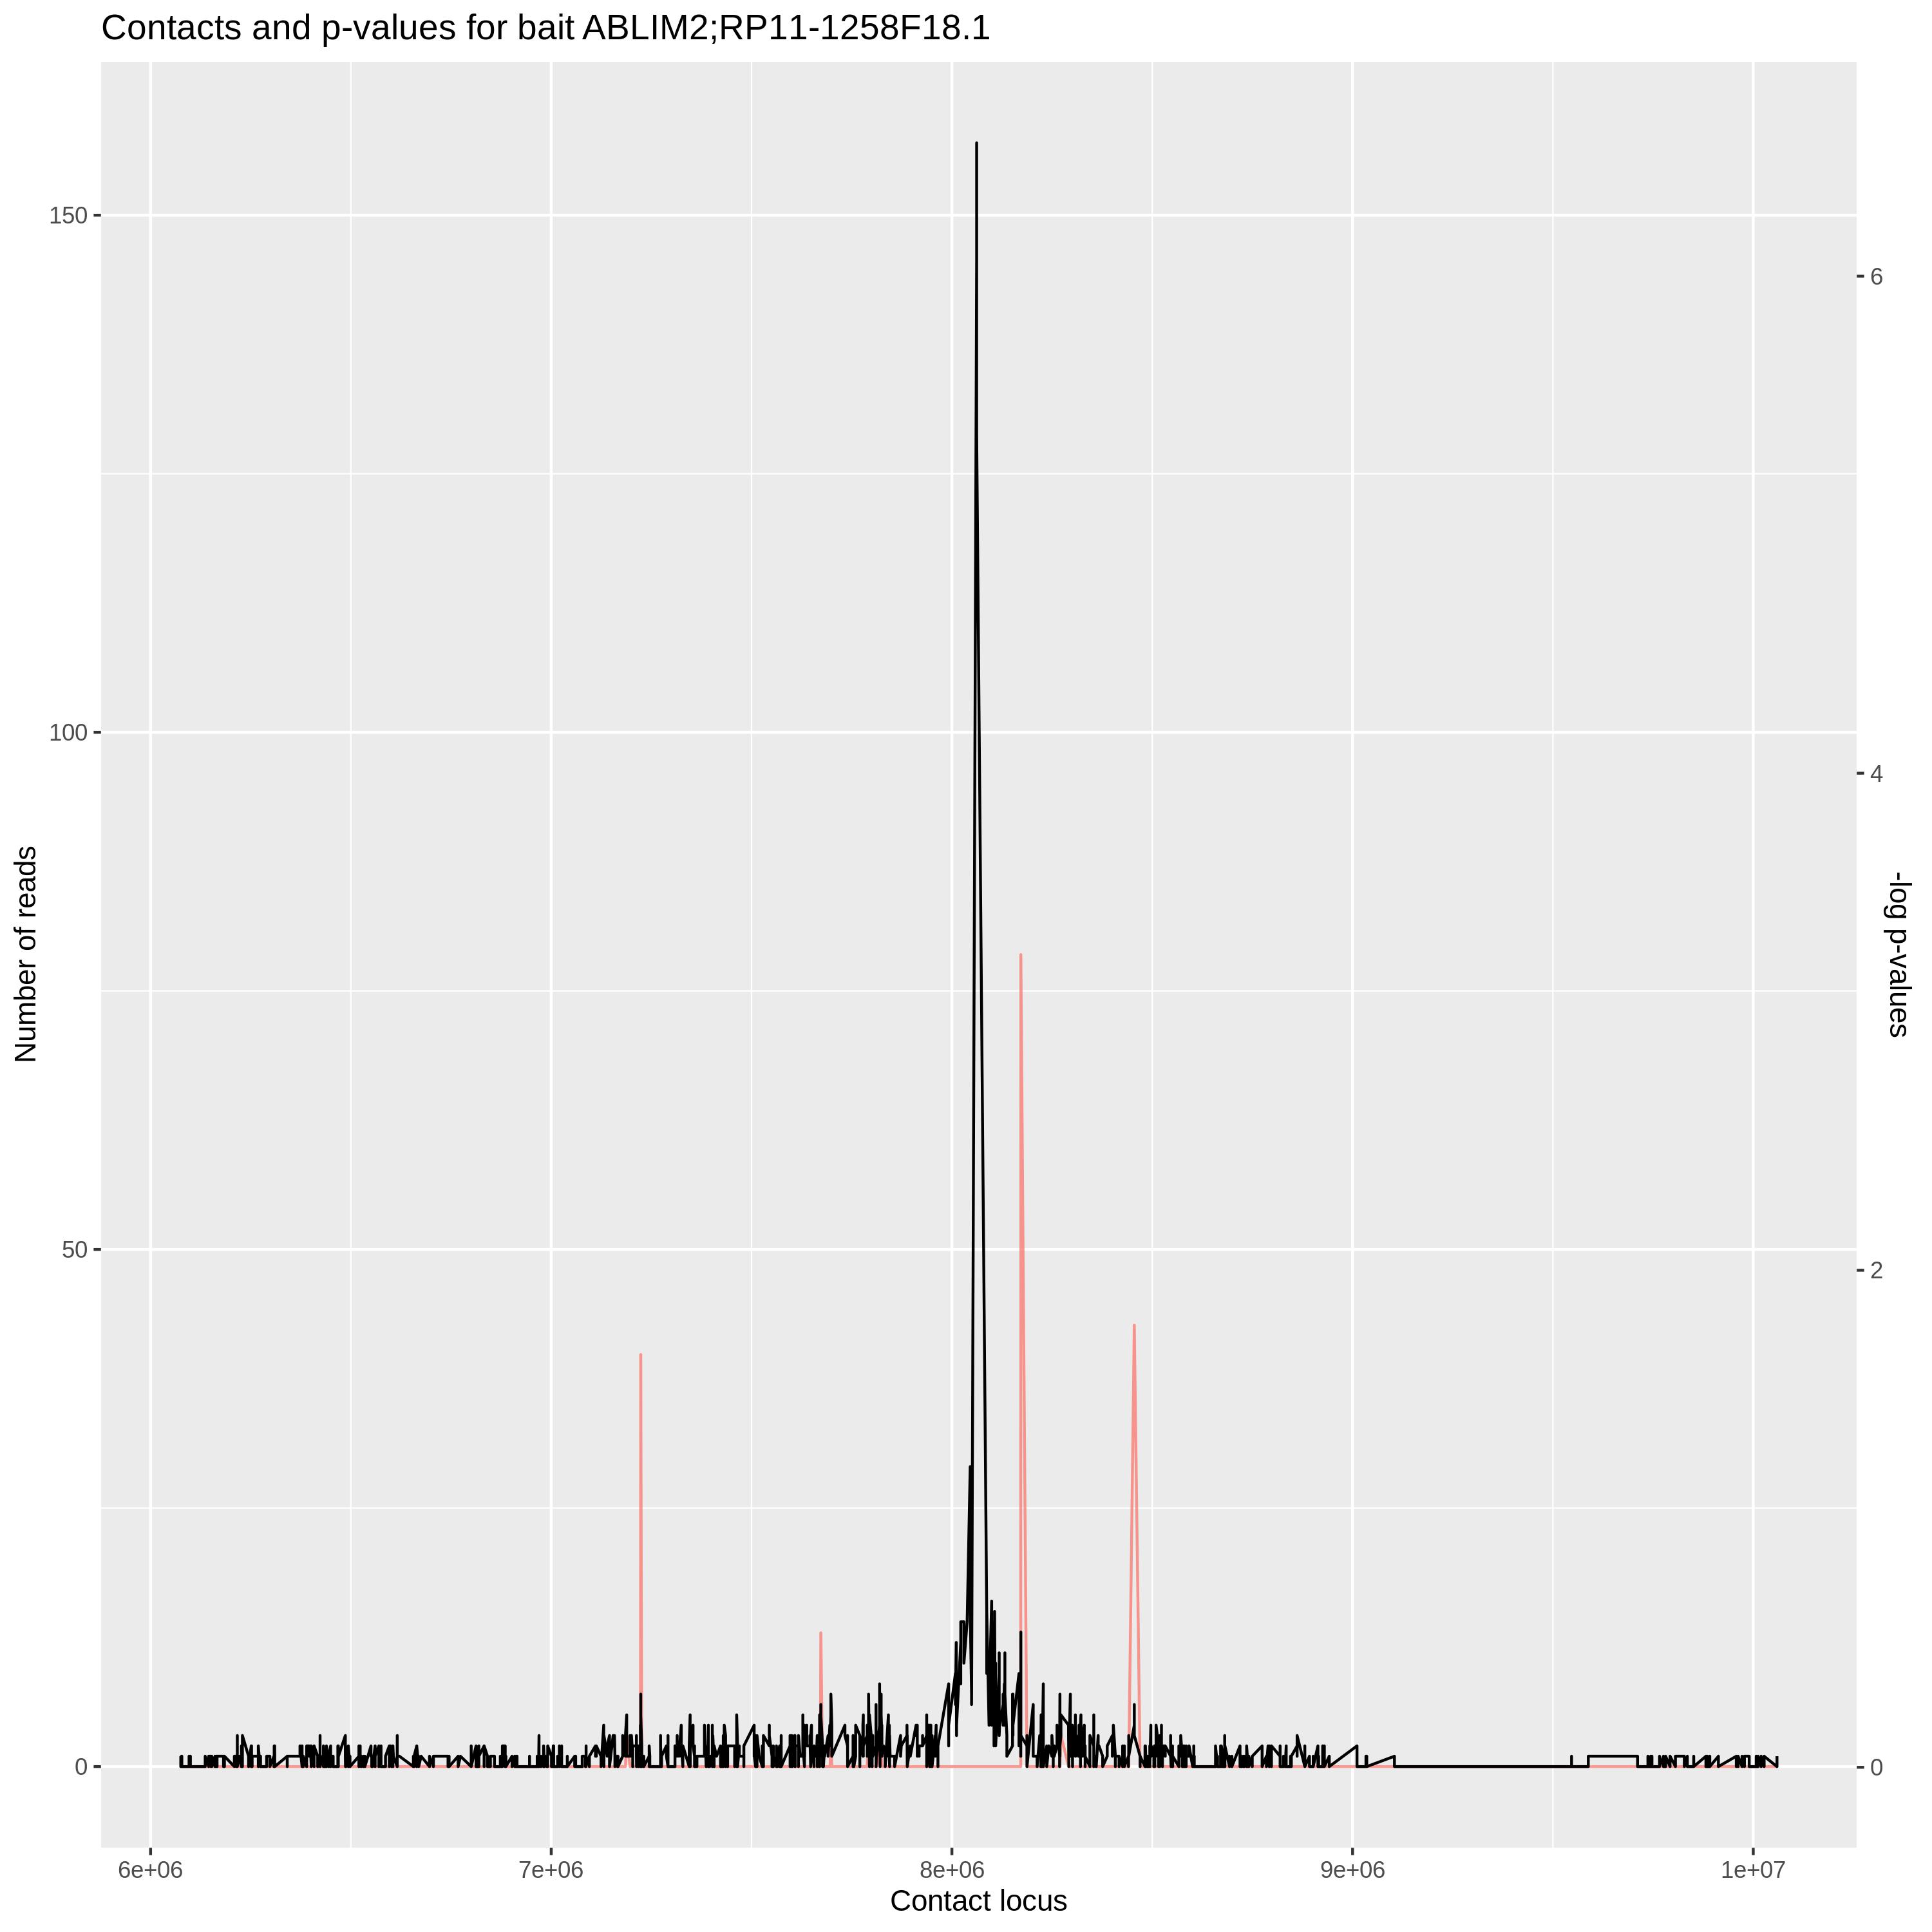 Contacts and p-values for bait ABLIM2;RP11-1258F18.1
150
100
50
0
Number of reads
6
4
2
0
-log p-values
6e+06
7e+06
8e+06
9e+06
1e+07
Contact locus